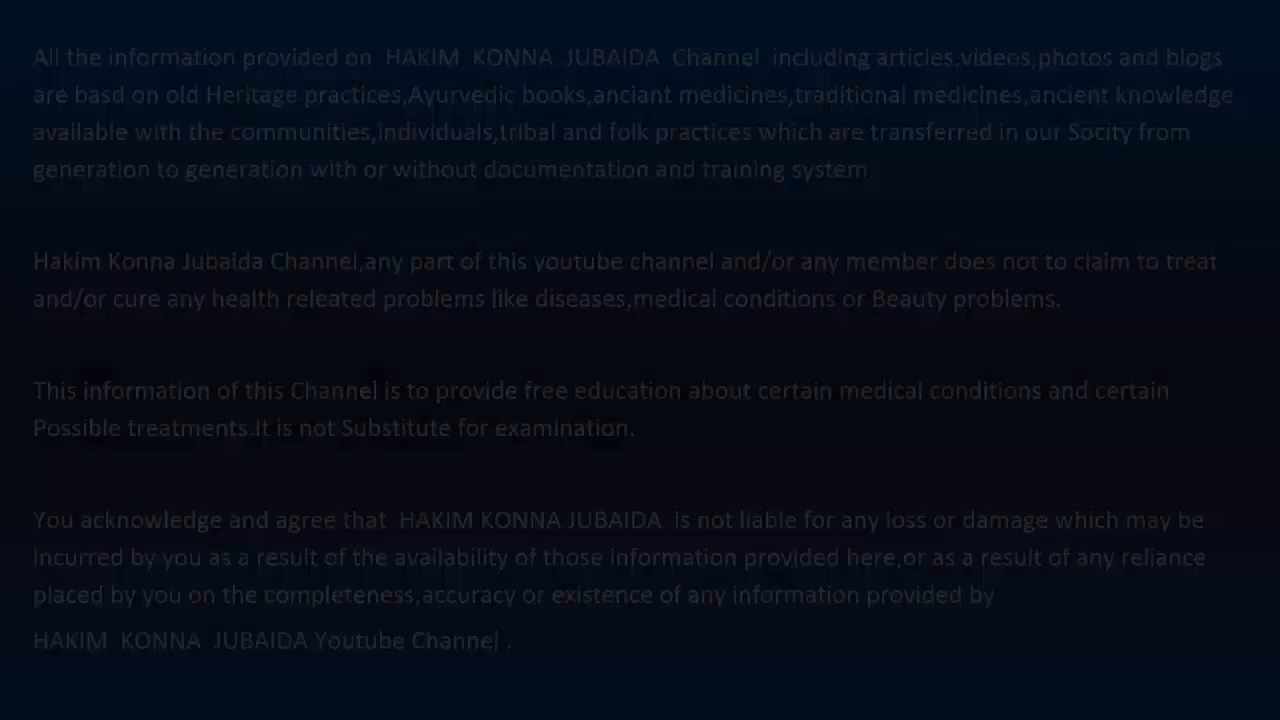 All the information provided on HAKIM KONNA JUBAIDA Channel including articles,videos,photos and blogs
are basd on old Heritage practices,Ayurvedic books,anciant medicines,traditional medicines,ancient knowledge
available with the communities,Individuals,tribal and folk practices which are transferred in our Socity from
generation to generation with or without documentation and training system.
Hakim Konna Jubaida Channel,any part of this youtube channel and/or any member does not to claim to treat
and/or cure any health releated problems like diseases,medical conditions or Beauty problems.
This information of this Channel is to provide free education about certain medical conditions and certain
Possible treatments.It is not Substitute for examination.
You acknowledge and agree that HAKIM KONNA JUBAIDA is not liable for any loss or damage which may be
incurred by you as a result of the availability of those information provided here,or as a result of any reliance
placed by you on the completeness,accuracy or existence of any information provided by
HAKIM KONNA JUBAIDA Youtube Channel .